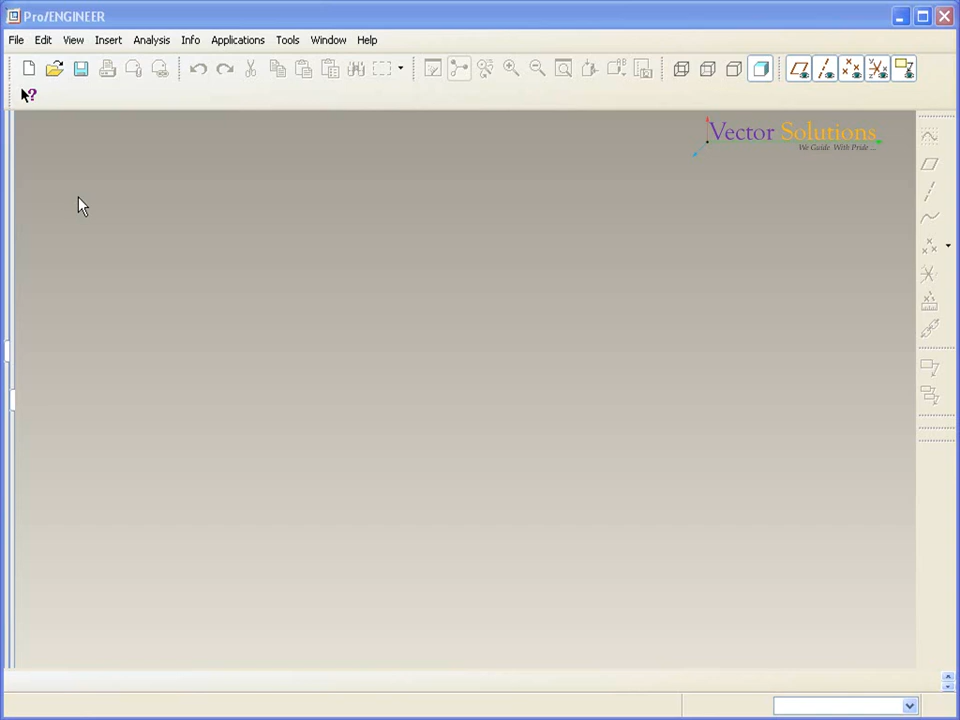 Pro/ENGINEER
File Edit View Insert Analysis Info Applications Tools Window Help
Vector Solutions
We Guide With Pride...